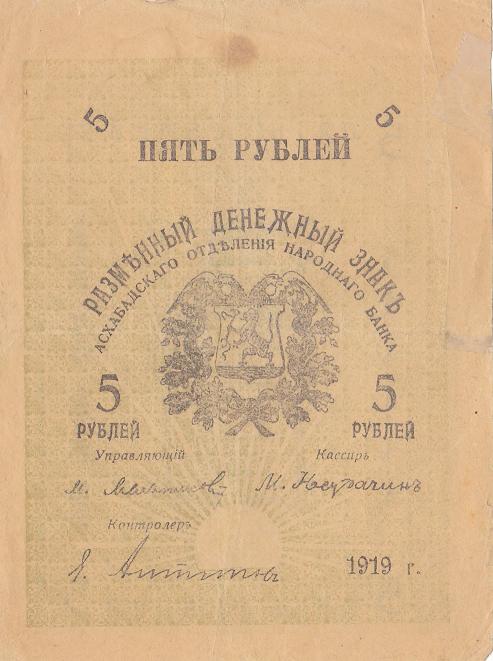 5 5
ПЯТЬ РУБЛЕЙ
РАЗМѢННЫЙ ДЕНЕЖНЫЙ ЗНАКЪ
АСХАБАДСКАГО ОТДѢЛЕНІЯ НАРОДНАГО БАНКА
5 5
РУБЛЕЙ РУБЛЕЙ
Управляющій Кассиръ
М. М.
Контролеръ
1919 г.